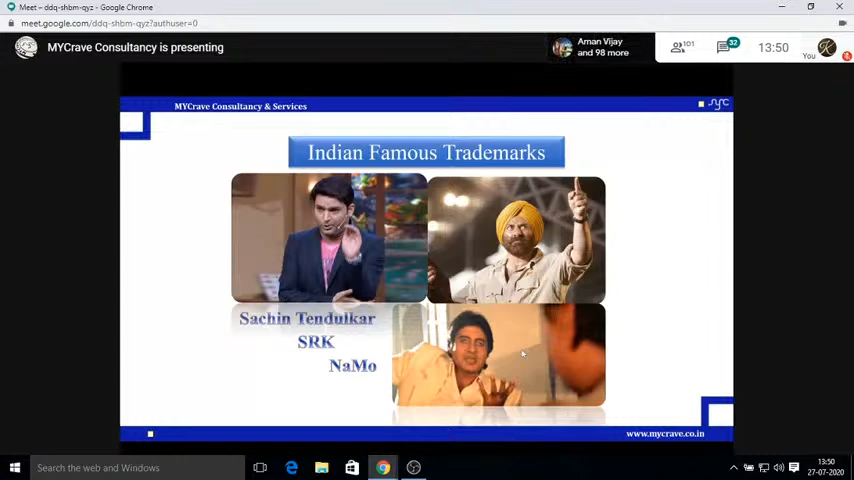 Meet – ddq-shbm-qyz - Google Chrome
meet.google.com/ddq-shbm-qyz?authuser=0
MYCrave Consultancy is presenting
Aman Vijay
and 98 more
101
32
13:50
You
MYCrave Consultancy & Services
Indian Famous Trademarks
Sachin Tendulkar
SRK
NaMo
www.mycrave.co.in
Search the web and Windows
13:50
27-07-2020